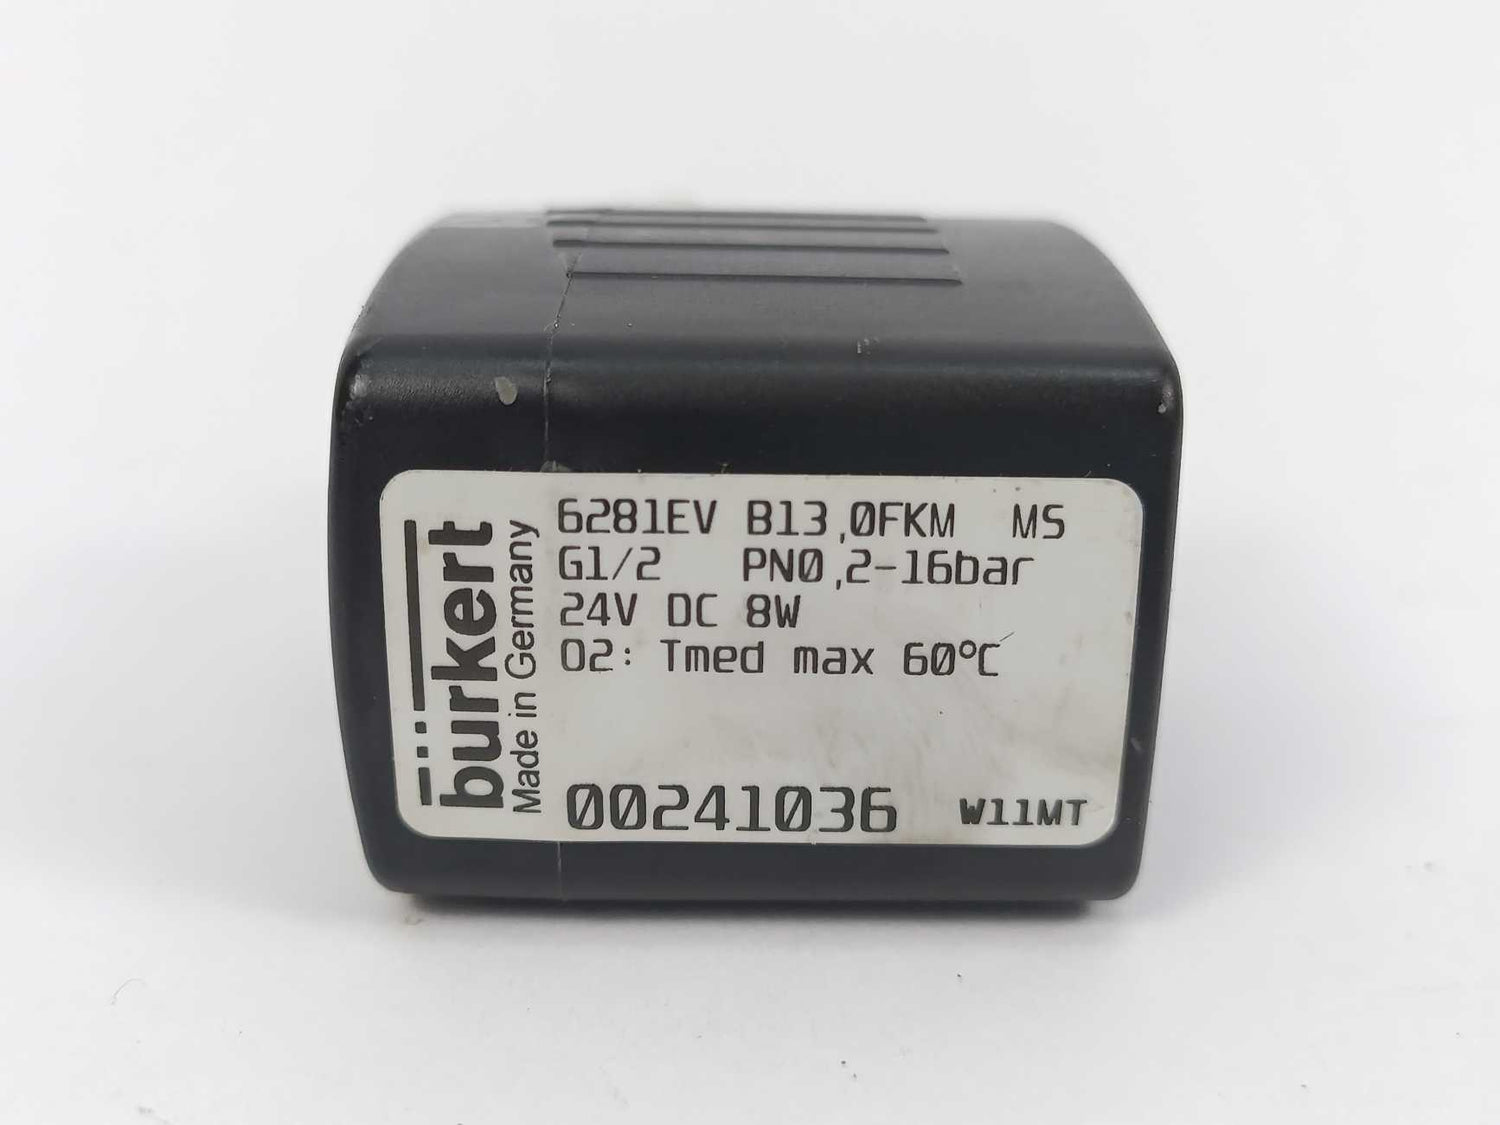 bürkert
Made in Germany
6281EV B13,0FKM MS
G1/2 PN0,2-16bar
24V DC 8W
O2: Tmed max 60°C
00241036 W11MT